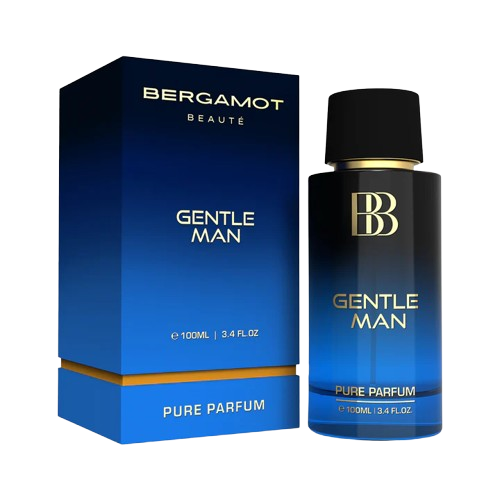 BERGAMOT
BEAUTÉ
GENTLE
MAN
℮100ML | 3.4 FL.OZ
PURE PARFUM
BB
GENTLE
MAN
PURE PARFUM
℮100ML | 3.4 FL.OZ.